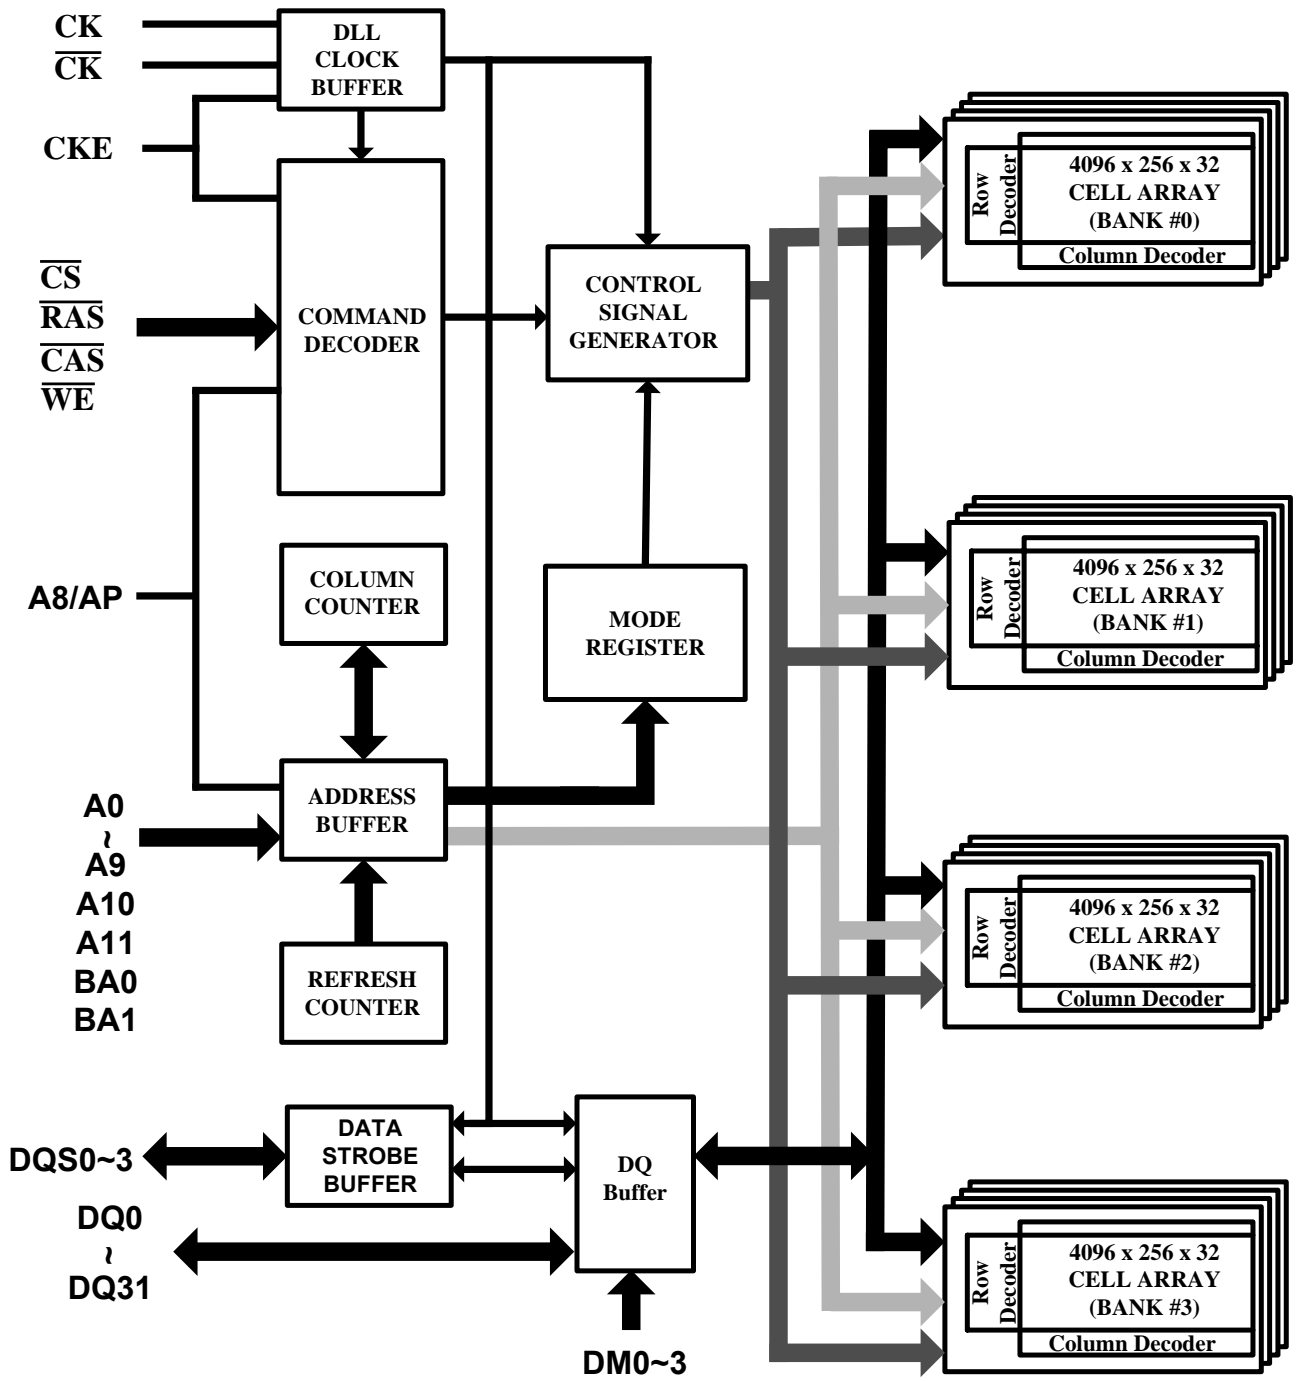 CK
CK
CKE
CS
RAS
CAS
WE
A8/AP
A0
~
A9
A10
A11
BA0
BA1
DQS0~3
DQ0
~
DQ31
DLL
CLOCK
BUFFER
COMMAND
DECODER
COLUMN
COUNTER
ADDRESS
BUFFER
REFRESH
COUNTER
DATA
STROBE
BUFFER
CONTROL
SIGNAL
GENERATOR
MODE
REGISTER
DQ
Buffer
DM0~3
Row
Decoder
4096 x 256 x 32
CELL ARRAY
(BANK #0)
Column Decoder
Row
Decoder
4096 x 256 x 32
CELL ARRAY
(BANK #1)
Column Decoder
Row
Decoder
4096 x 256 x 32
CELL ARRAY
(BANK #2)
Column Decoder
Row
Decoder
4096 x 256 x 32
CELL ARRAY
(BANK #3)
Column Decoder